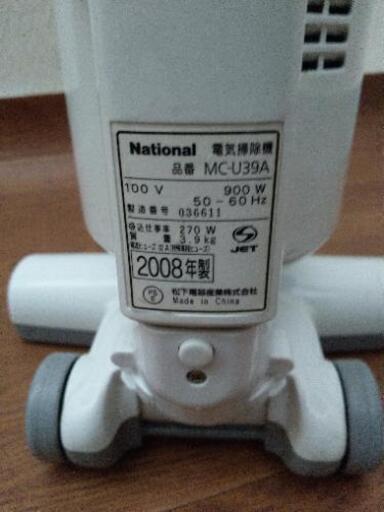 National 電気掃除機
品番 MC-U39A
100 V 900 W
50-60 Hz
製造番号 036611
吸込仕事率 270 W
質量 3.9 kg
JET
2008年製
松下電器産業株式会社
Made in China